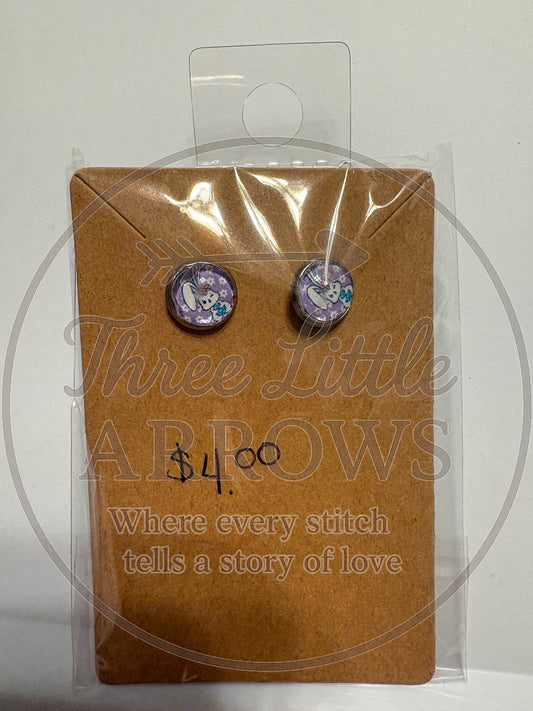 Three Little
ARROWS
$4.00
Where every stitch
tells a story of love